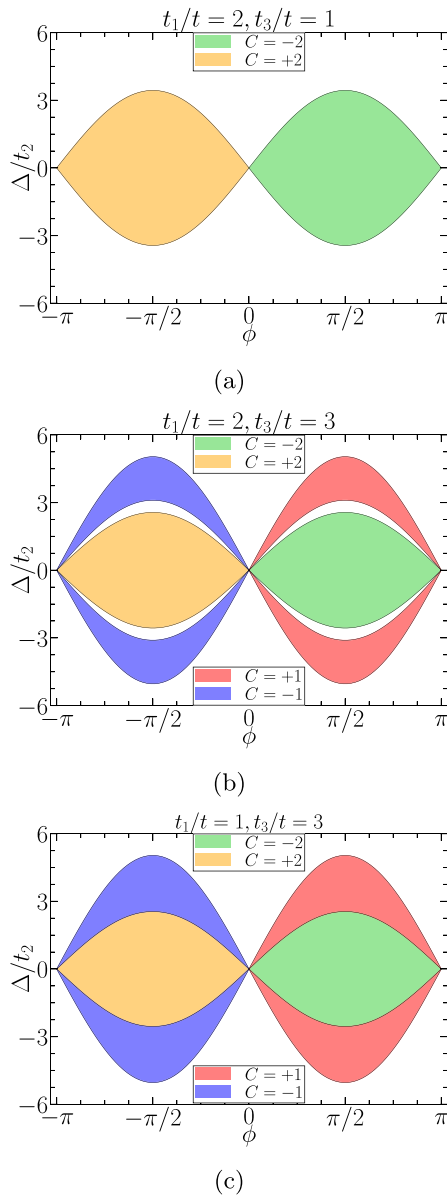 t₁/t = 2, t₃/t = 1
C = −2
C = +2
6
3
0
−3
−6
Δ/t₂
−π −π/2 0 π/2 π
ϕ
(a)
t₁/t = 2, t₃/t = 3
C = −2
C = +2
6
3
0
−3
−6
Δ/t₂
C = +1
C = −1
−π −π/2 0 π/2 π
ϕ
(b)
t₁/t = 1, t₃/t = 3
C = −2
C = +2
6
3
0
−3
−6
Δ/t₂
C = +1
C = −1
−π −π/2 0 π/2 π
ϕ
(c)